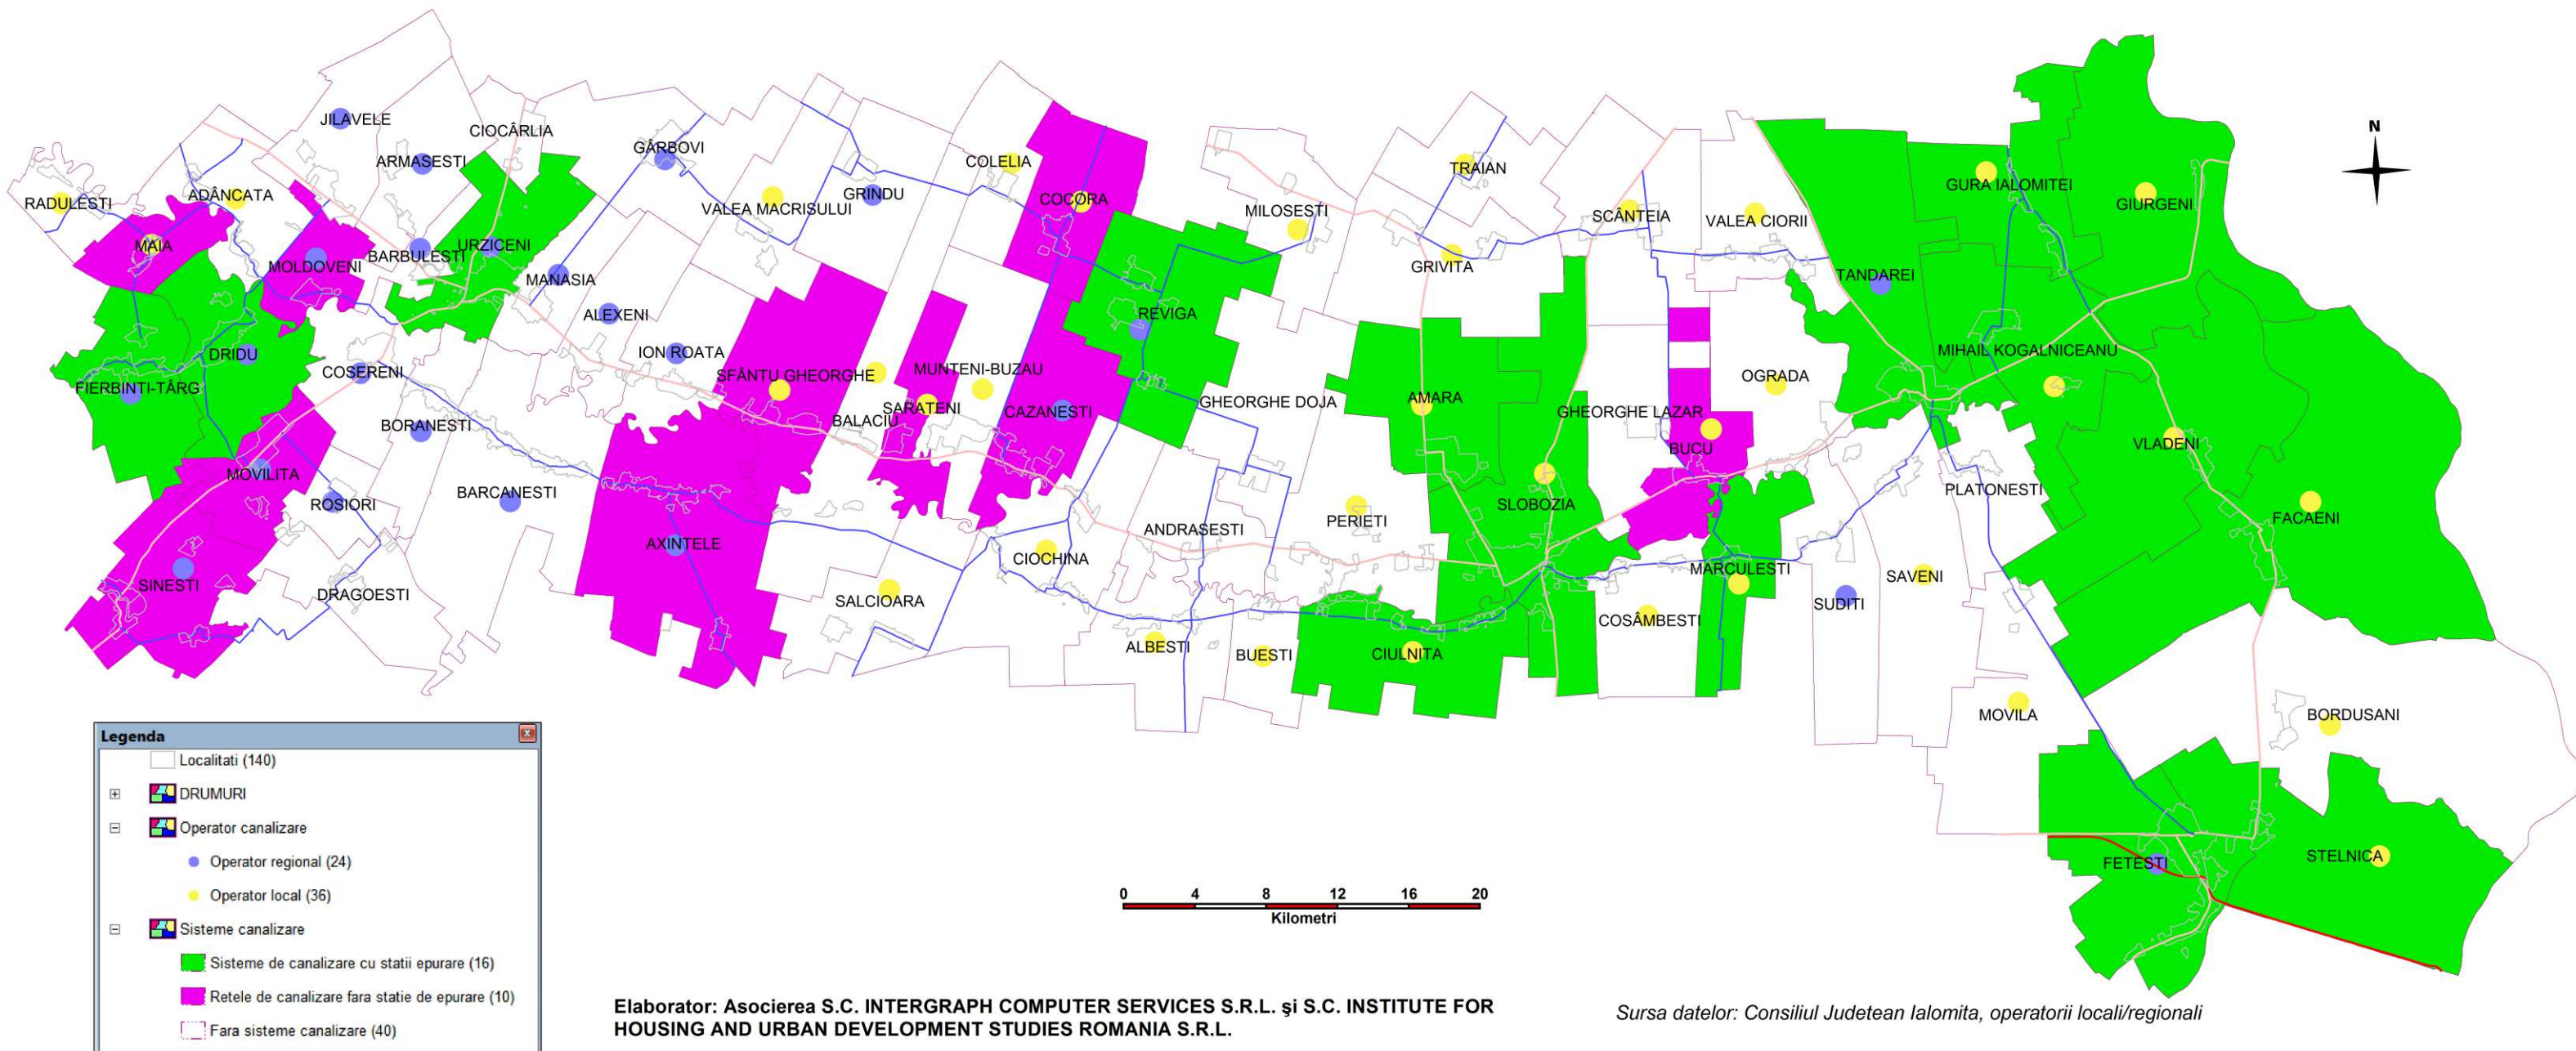 N
JILAVELE
CIOCÂRLIA
ARMASESTI
GÂRBOVI
COLELIA
TRAIAN
RADULESTI
ADÂNCATA
VALEA MACRISULUI
GRINDU
COCORA
MILOSESTI
SCÂNTEIA
VALEA CIORII
GURA IALOMITEI
GIURGENI
MAIA
MOLDOVENI
BARBULESTI
URZICENI
MANASIA
GRIVITA
TANDAREI
ALEXENI
REVIGA
DRIDU
COSERENI
ION ROATA
SFÂNTU GHEORGHE
MUNTENI-BUZAU
MIHAIL KOGALNICEANU
OGRADA
FIERBINTI-TÂRG
BORANESTI
BALACIU
SARATENI
CAZANESTI
GHEORGHE DOJA
AMARA
GHEORGHE LAZAR
BUCU
VLADENI
MOVILITA
ROSIORI
BARCANESTI
SLOBOZIA
PLATONESTI
FACAENI
AXINTELE
CIOCHINA
ANDRASESTI
PERIETI
SINESTI
DRAGOESTI
SALCIOARA
MARCULESTI
SUDITI
SAVENI
ALBESTI
BUESTI
CIULNITA
COSÂMBESTI
MOVILA
BORDUSANI
FETESTI
STELNICA
Legenda
Localitati (140)
DRUMURI
Operator canalizare
Operator regional (24)
Operator local (36)
Sisteme canalizare
Sisteme de canalizare cu statii epurare (16)
Retele de canalizare fara statie de epurare (10)
Fara sisteme canalizare (40)
0 4 8 12 16 20
Kilometri
Elaborator: Asocierea S.C. INTERGRAPH COMPUTER SERVICES S.R.L. şi S.C. INSTITUTE FOR
HOUSING AND URBAN DEVELOPMENT STUDIES ROMANIA S.R.L.
Sursa datelor: Consiliul Judetean Ialomita, operatorii locali/regionali